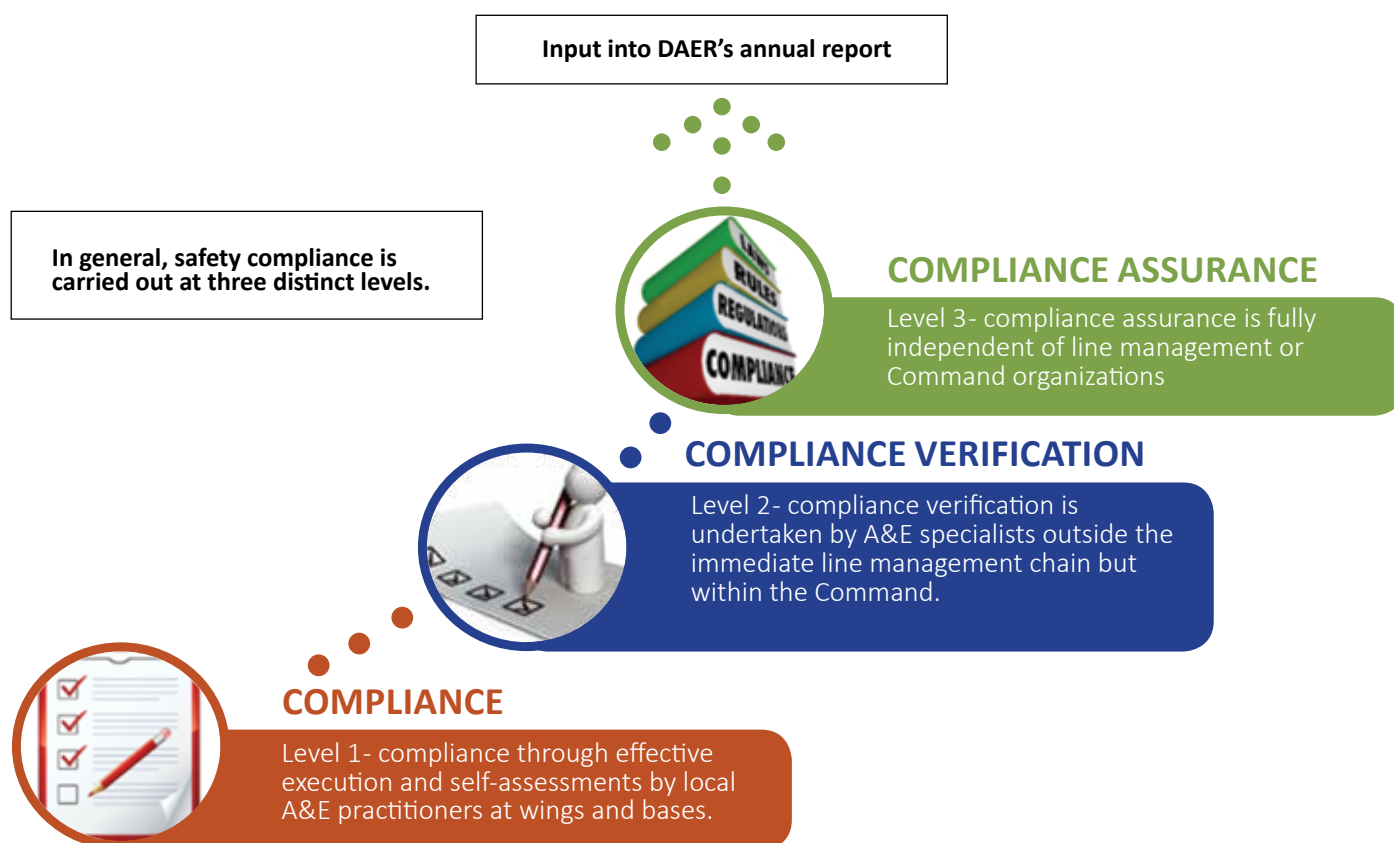 Input into DAER’s annual report
In general, safety compliance is
carried out at three distinct levels.
LAWS
RULES
REGULATIONS
COMPLIANCE
COMPLIANCE ASSURANCE
Level 3- compliance assurance is fully
independent of line management or
Command organizations
COMPLIANCE VERIFICATION
Level 2- compliance verification is
undertaken by A&E specialists outside the
immediate line management chain but
within the Command.
COMPLIANCE
Level 1- compliance through effective
execution and self-assessments by local
A&E practitioners at wings and bases.